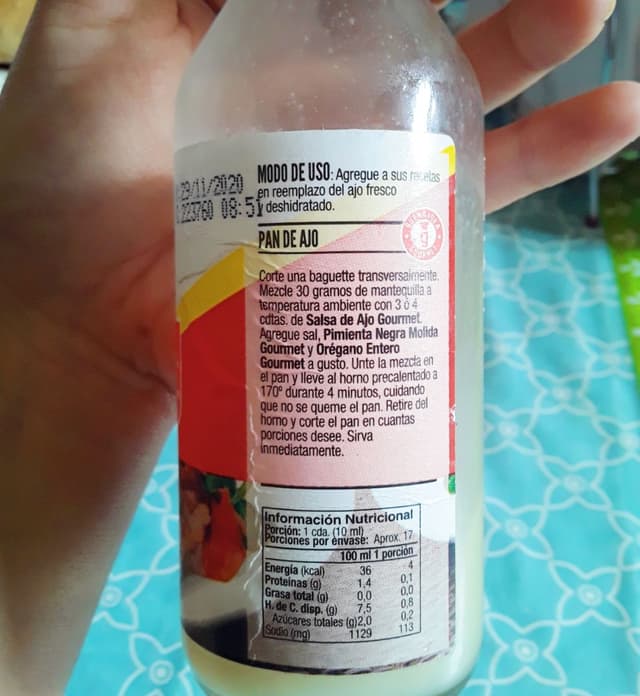 29/11/2020
223760 08:51
MODO DE USO: Agregue a sus recetas
en reemplazo del ajo fresco
y deshidratado.
PAN DE AJO
Corte una baguette transversalmente.
Mezcle 30 gramos de mantequilla a
temperatura ambiente con 3 ó 4
cdtas. de Salsa de Ajo Gourmet.
Agregue sal, Pimienta Negra Molida
Gourmet y Orégano Entero
Gourmet a gusto. Unte la mezcla en
el pan y lleve al horno precalentado a
170° durante 4 minutos, cuidando
que no se queme el pan. Retire del
horno y corte el pan en cuantas
porciones desee. Sirva
inmediatamente.
Información Nutricional
Porción: 1 cda. (10 ml)
Porciones por envase: Aprox. 17
100 ml 1 porción
Energía (kcal) 36 4
Proteínas (g) 1,4 0,1
Grasa total (g) 0,0 0,0
H. de C. disp. (g) 7,5 0,8
Azúcares totales (g) 2,0 0,2
Sodio (mg) 1129 113